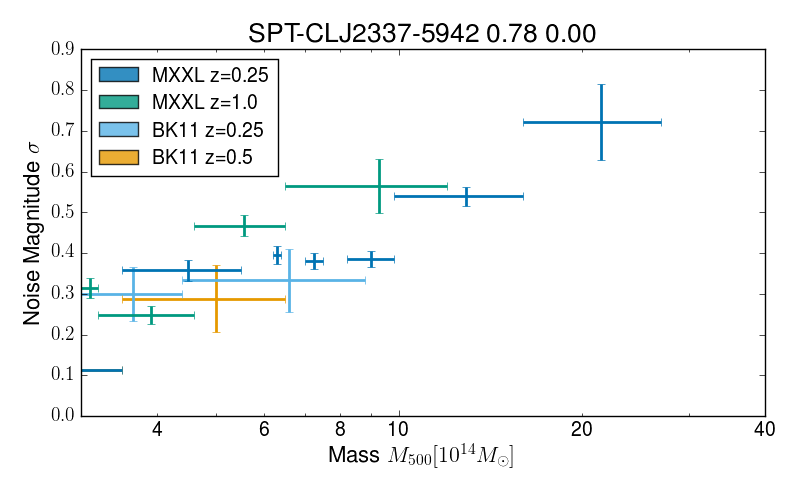 SPT-CLJ2337-5942 0.78 0.00
0.9
0.8
0.7
0.6
0.5
0.4
0.3
0.2
0.1
0.0
Noise Magnitude σ
MXXL z=0.25
MXXL z=1.0
BK11 z=0.25
BK11 z=0.5
4 6 8 10 20 40
Mass M₅₀₀[10¹⁴M☉]